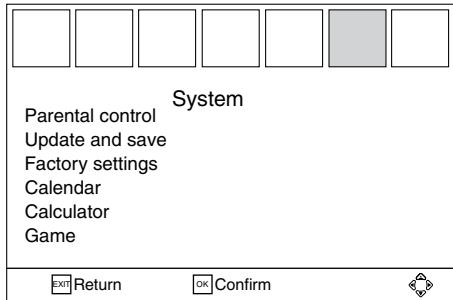 System
Parental control
Update and save
Factory settings
Calendar
Calculator
Game
EXIT Return OK Confirm